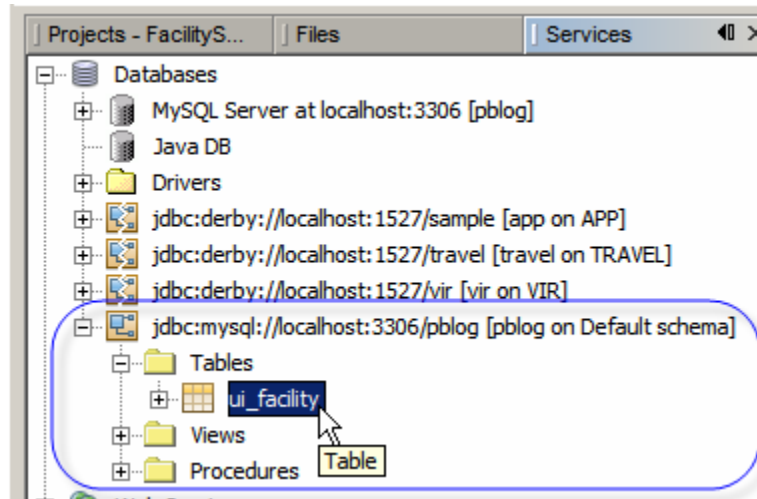 Projects - FacilityS...
Files
Services
Databases
MySQL Server at localhost:3306 [pblog]
Java DB
Drivers
jdbc:derby://localhost:1527/sample [app on APP]
jdbc:derby://localhost:1527/travel [travel on TRAVEL]
jdbc:derby://localhost:1527/vir [vir on VIR]
jdbc:mysql://localhost:3306/pblog [pblog on Default schema]
Tables
ui_facility
Views
Table
Procedures